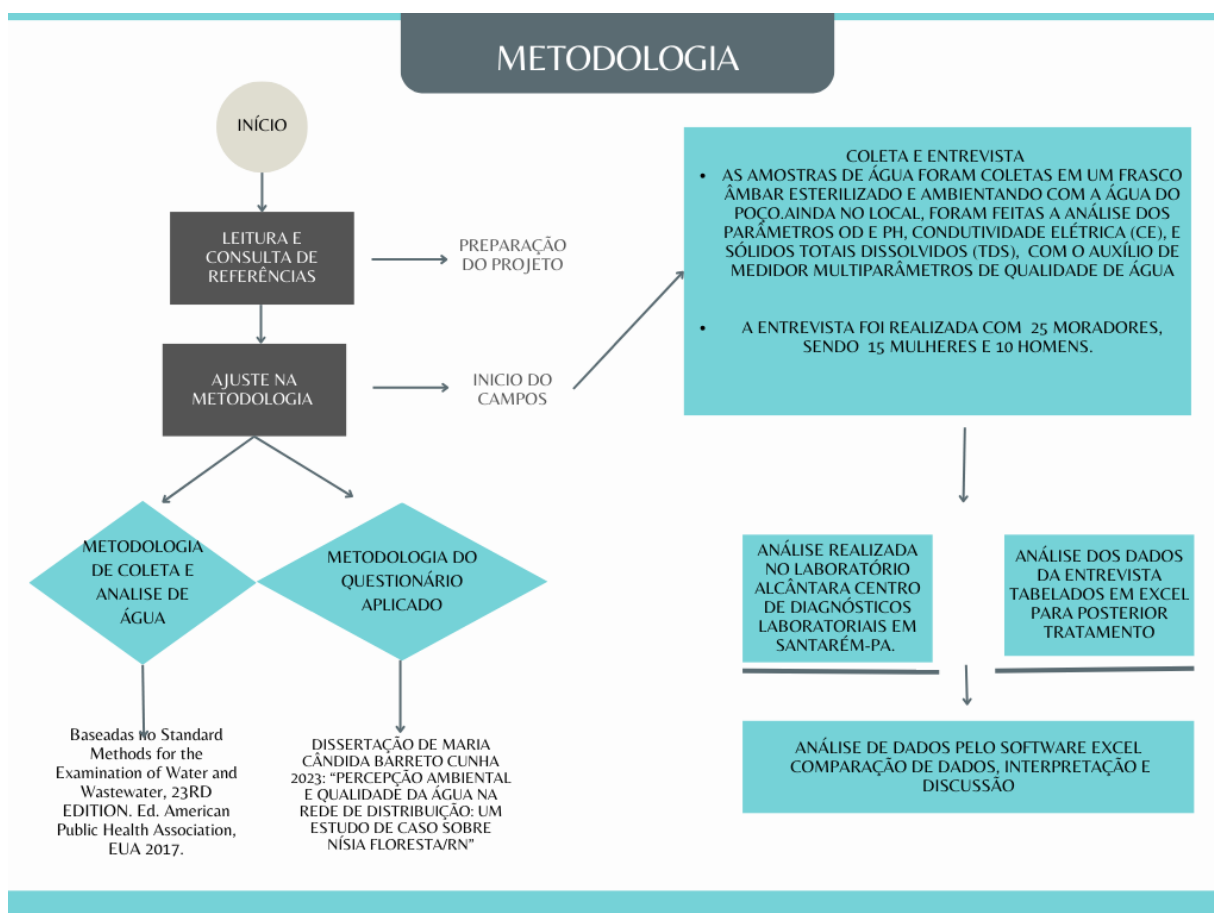 METODOLOGIA
INÍCIO
LEITURA E
CONSULTA DE
REFERÊNCIAS
PREPARAÇÃO
DO PROJETO
AJUSTE NA
METODOLOGIA
INICIO DO
CAMPOS
METODOLOGIA
DE COLETA E
ANALISE DE
ÁGUA
METODOLOGIA DO
QUESTIONÁRIO
APLICADO
Baseadas no Standard
Methods for the
Examination of Water and
Wastewater, 23RD
EDITION. Ed. American
Public Health Association,
EUA 2017.
DISSERTAÇÃO DE MARIA
CÂNDIDA BARRETO CUNHA
2023: “PERCEPÇÃO AMBIENTAL
E QUALIDADE DA ÁGUA NA
REDE DE DISTRIBUIÇÃO: UM
ESTUDO DE CASO SOBRE
NÍSIA FLORESTA/RN”
COLETA E ENTREVISTA
• AS AMOSTRAS DE ÁGUA FORAM COLETAS EM UM FRASCO
ÂMBAR ESTERILIZADO E AMBIENTANDO COM A ÁGUA DO
POÇO.AINDA NO LOCAL, FORAM FEITAS A ANÁLISE DOS
PARÂMETROS OD E PH, CONDUTIVIDADE ELÉTRICA (CE), E
SÓLIDOS TOTAIS DISSOLVIDOS (TDS), COM O AUXÍLIO DE
MEDIDOR MULTIPARÂMETROS DE QUALIDADE DE ÁGUA
• A ENTREVISTA FOI REALIZADA COM 25 MORADORES,
SENDO 15 MULHERES E 10 HOMENS.
ANÁLISE REALIZADA
NO LABORATÓRIO
ALCÂNTARA CENTRO
DE DIAGNÓSTICOS
LABORATORIAIS EM
SANTARÉM-PA.
ANÁLISE DOS DADOS
DA ENTREVISTA
TABELADOS EM EXCEL
PARA POSTERIOR
TRATAMENTO
ANÁLISE DE DADOS PELO SOFTWARE EXCEL
COMPARAÇÃO DE DADOS, INTERPRETAÇÃO E
DISCUSSÃO